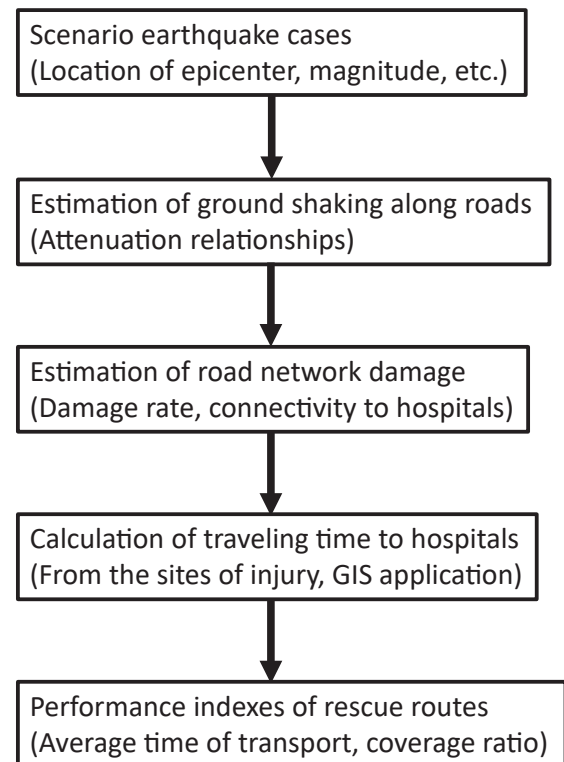 Scenario earthquake cases
(Location of epicenter, magnitude, etc.)
Estimation of ground shaking along roads
(Attenuation relationships)
Estimation of road network damage
(Damage rate, connectivity to hospitals)
Calculation of traveling time to hospitals
(From the sites of injury, GIS application)
Performance indexes of rescue routes
(Average time of transport, coverage ratio)